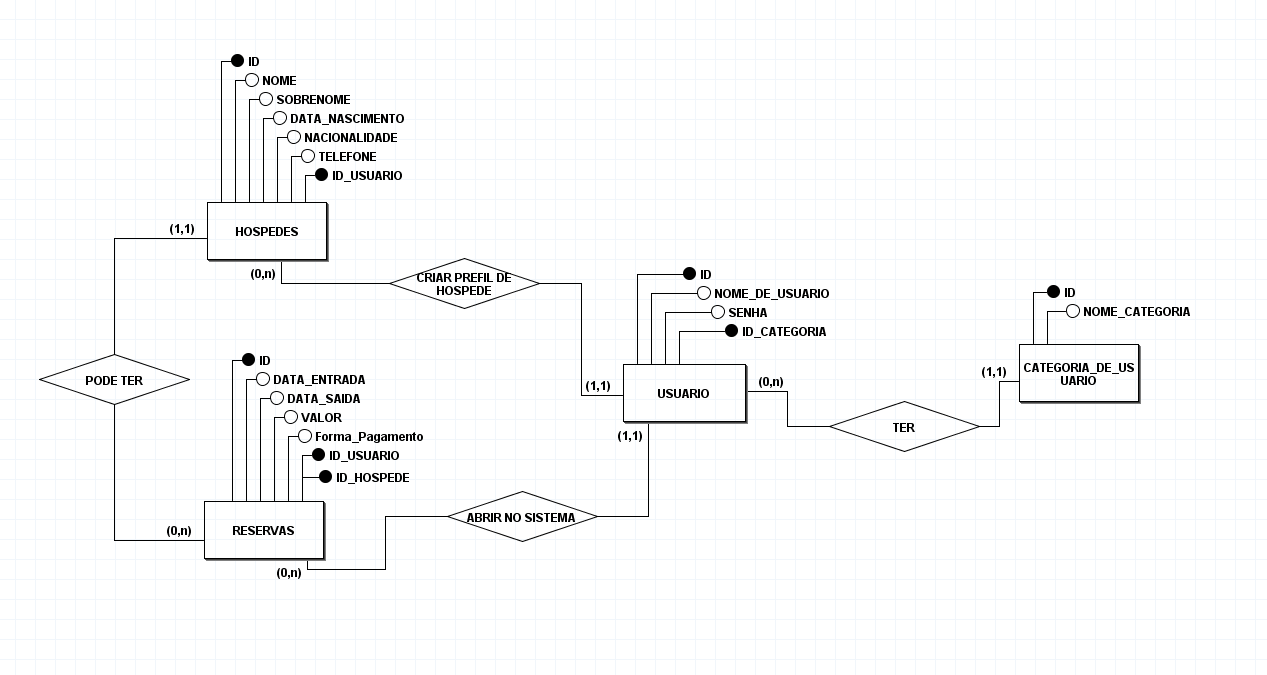 ID
NOME
SOBRENOME
DATA_NASCIMENTO
NACIONALIDADE
TELEFONE
ID_USUARIO
(1,1)
HOSPEDES
(0,n)
CRIAR PREFIL DE
HOSPEDE
ID
NOME_DE_USUARIO
SENHA
ID_CATEGORIA
ID
NOME_CATEGORIA
PODE TER
ID
DATA_ENTRADA
DATA_SAIDA
VALOR
Forma_Pagamento
ID_USUARIO
ID_HOSPEDE
(1,1)
USUARIO
(0,n)
(1,1)
CATEGORIA_DE_US
UARIO
(1,1)
TER
(0,n)
RESERVAS
(0,n)
ABRIR NO SISTEMA